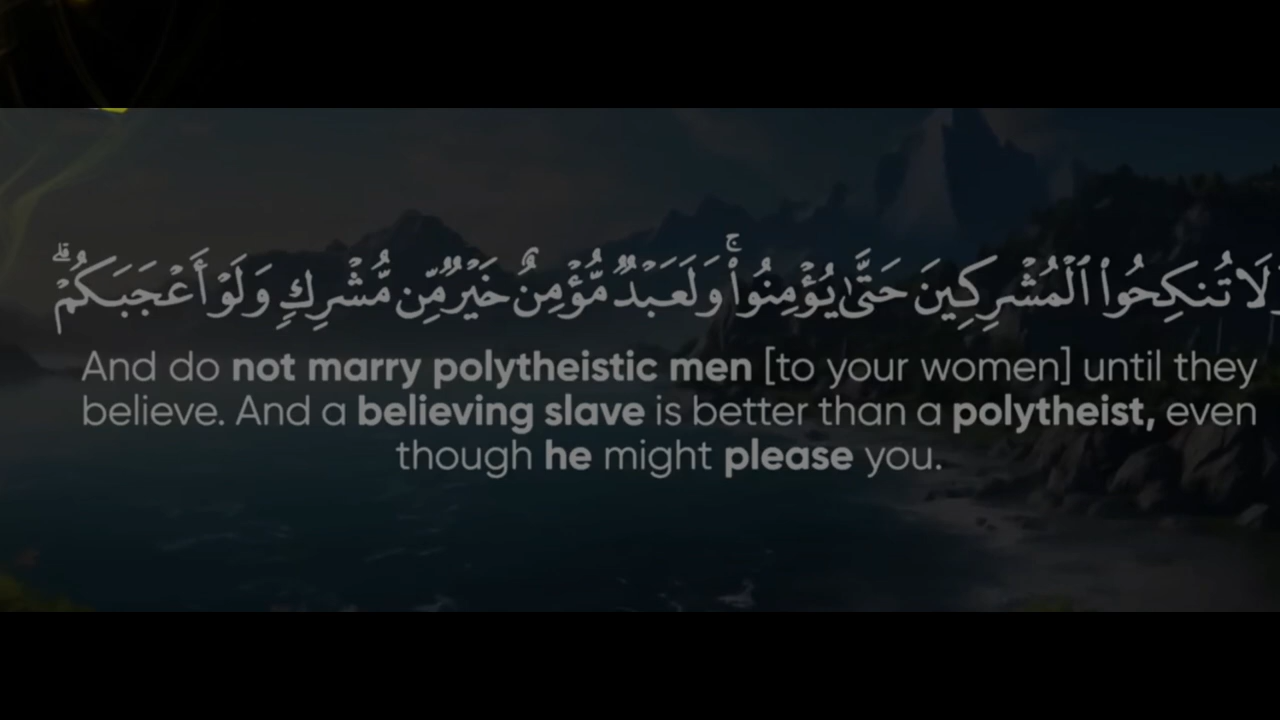 وَلَا تُنكِحُوا۟ ٱلْمُشْرِكِينَ حَتَّىٰ يُؤْمِنُوا۟ ۚ وَلَعَبْدٌ مُّؤْمِنٌ خَيْرٌ مِّن مُّشْرِكٍ وَلَوْ أَعْجَبَكُمْ ۗ
And do not marry polytheistic men [to your women] until they
believe. And a believing slave is better than a polytheist, even
though he might please you.